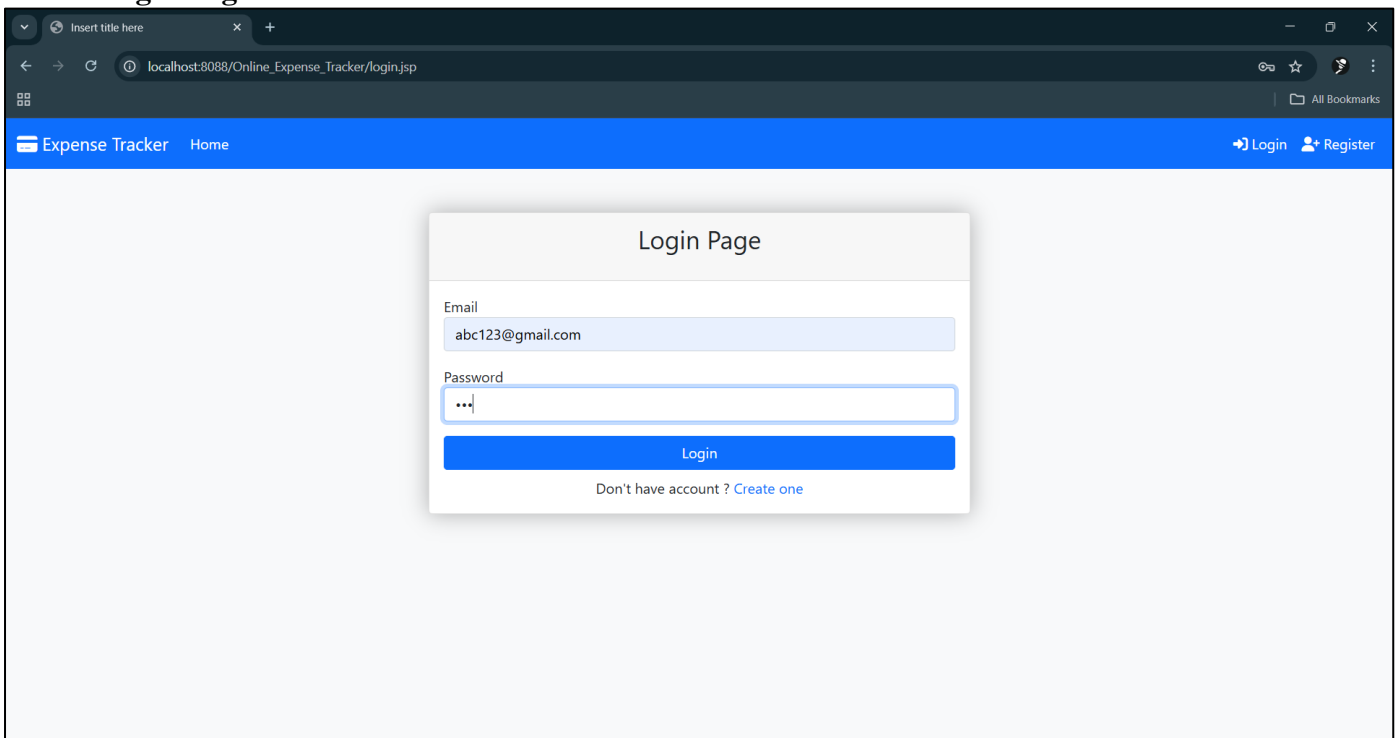 Insert title here
localhost:8088/Online_Expense_Tracker/login.jsp
All Bookmarks
Expense Tracker Home Login Register
Login Page
Email
abc123@gmail.com
Password
•••
Login
Don't have account ? Create one